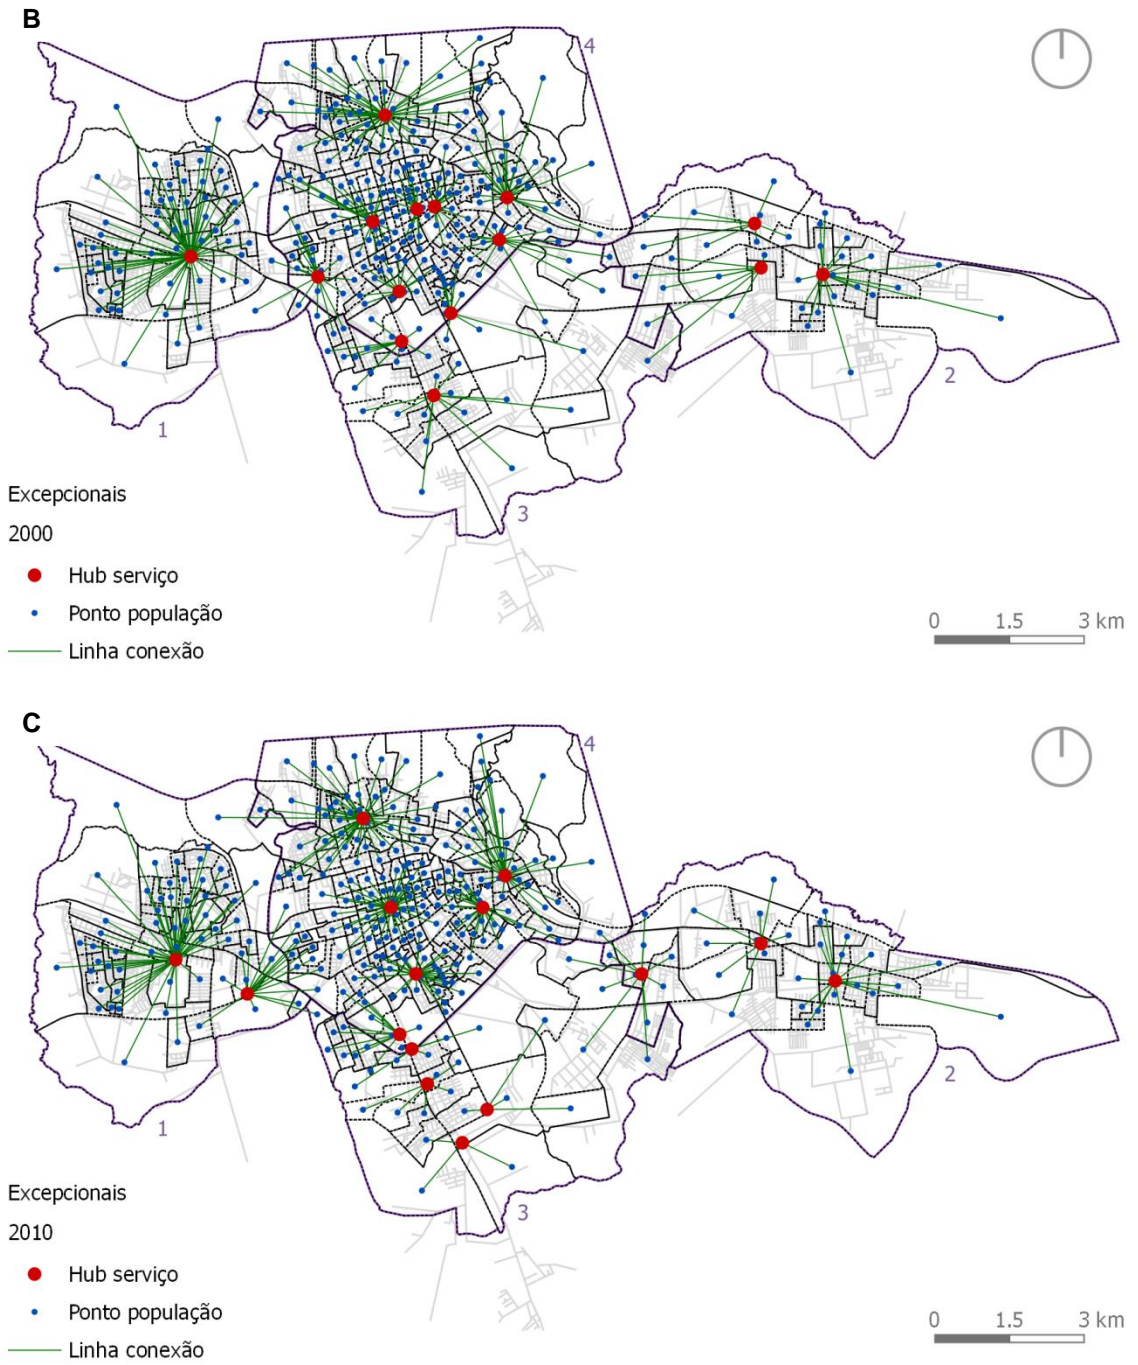 B
4
2
1
3
Excepcionais
2000
Hub serviço
Ponto população
Linha conexão
0 1.5 3 km
C
4
2
1
3
Excepcionais
2010
Hub serviço
Ponto população
Linha conexão
0 1.5 3 km